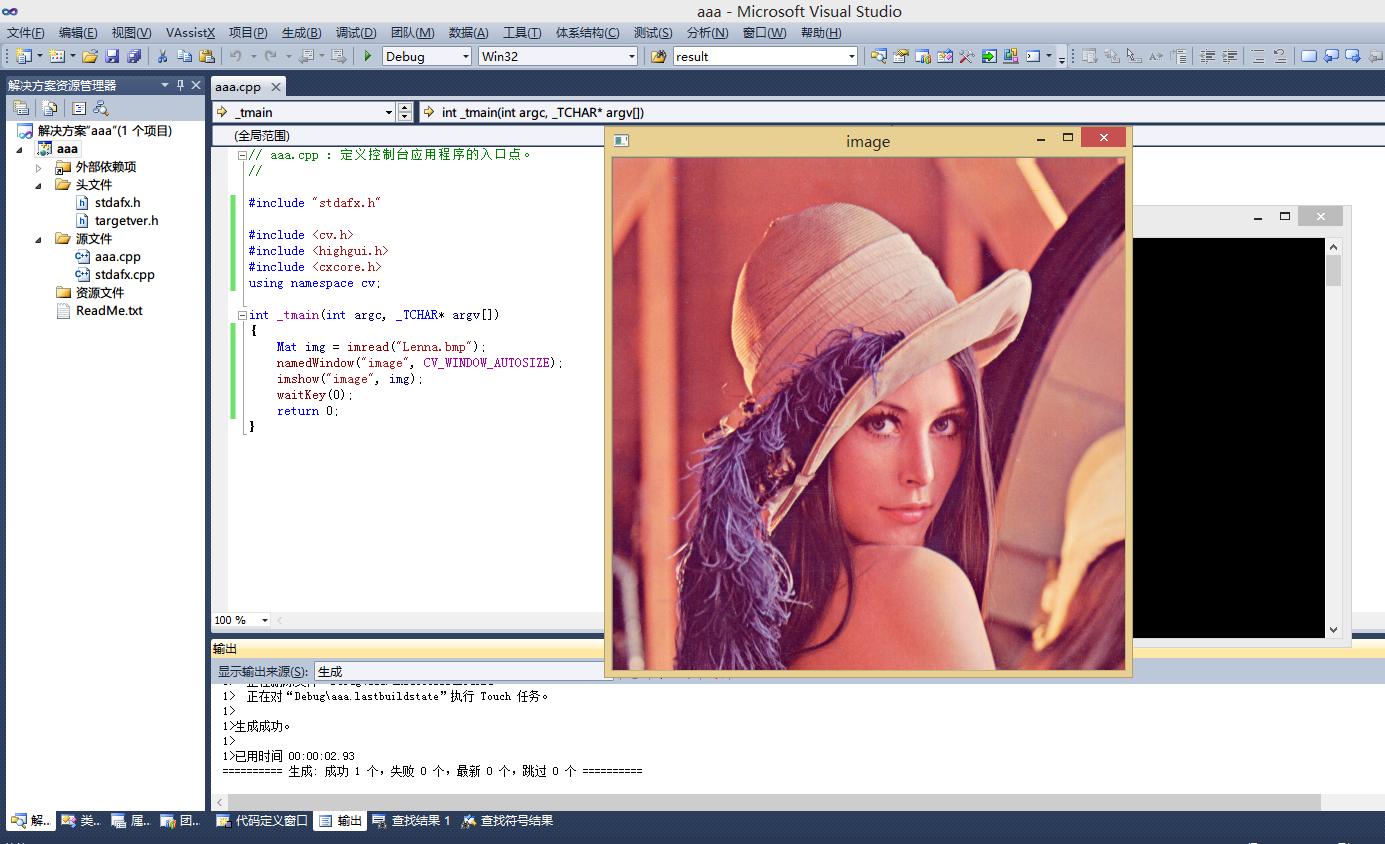 aaa - Microsoft Visual Studio
文件(F) 编辑(E) 视图(V) VAssistX 项目(P) 生成(B) 调试(D) 团队(M) 数据(A) 工具(T) 体系结构(C) 测试(S) 分析(N) 窗口(W) 帮助(H)
Debug Win32 result
解决方案资源管理器
解决方案"aaa"(1 个项目)
aaa
外部依赖项
头文件
stdafx.h
targetver.h
源文件
aaa.cpp
stdafx.cpp
资源文件
ReadMe.txt
aaa.cpp
_tmain int _tmain(int argc, _TCHAR* argv[])
(全局范围)
// aaa.cpp : 定义控制台应用程序的入口点。
//
#include "stdafx.h"
#include <cv.h>
#include <highgui.h>
#include <cxcore.h>
using namespace cv;
int _tmain(int argc, _TCHAR* argv[])
{
Mat img = imread("Lenna.bmp");
namedWindow("image", CV_WINDOW_AUTOSIZE);
imshow("image", img);
waitKey(0);
return 0;
}
image
100 %
输出
显示输出来源(S): 生成
1> 正在对“Debug\aaa.lastbuildstate”执行 Touch 任务。
1>
1>生成成功。
1>
1>已用时间 00:00:02.93
========== 生成: 成功 1 个，失败 0 个，最新 0 个，跳过 0 个 ==========
解... 类... 属... 团... 代码定义窗口 输出 查找结果 1 查找符号结果